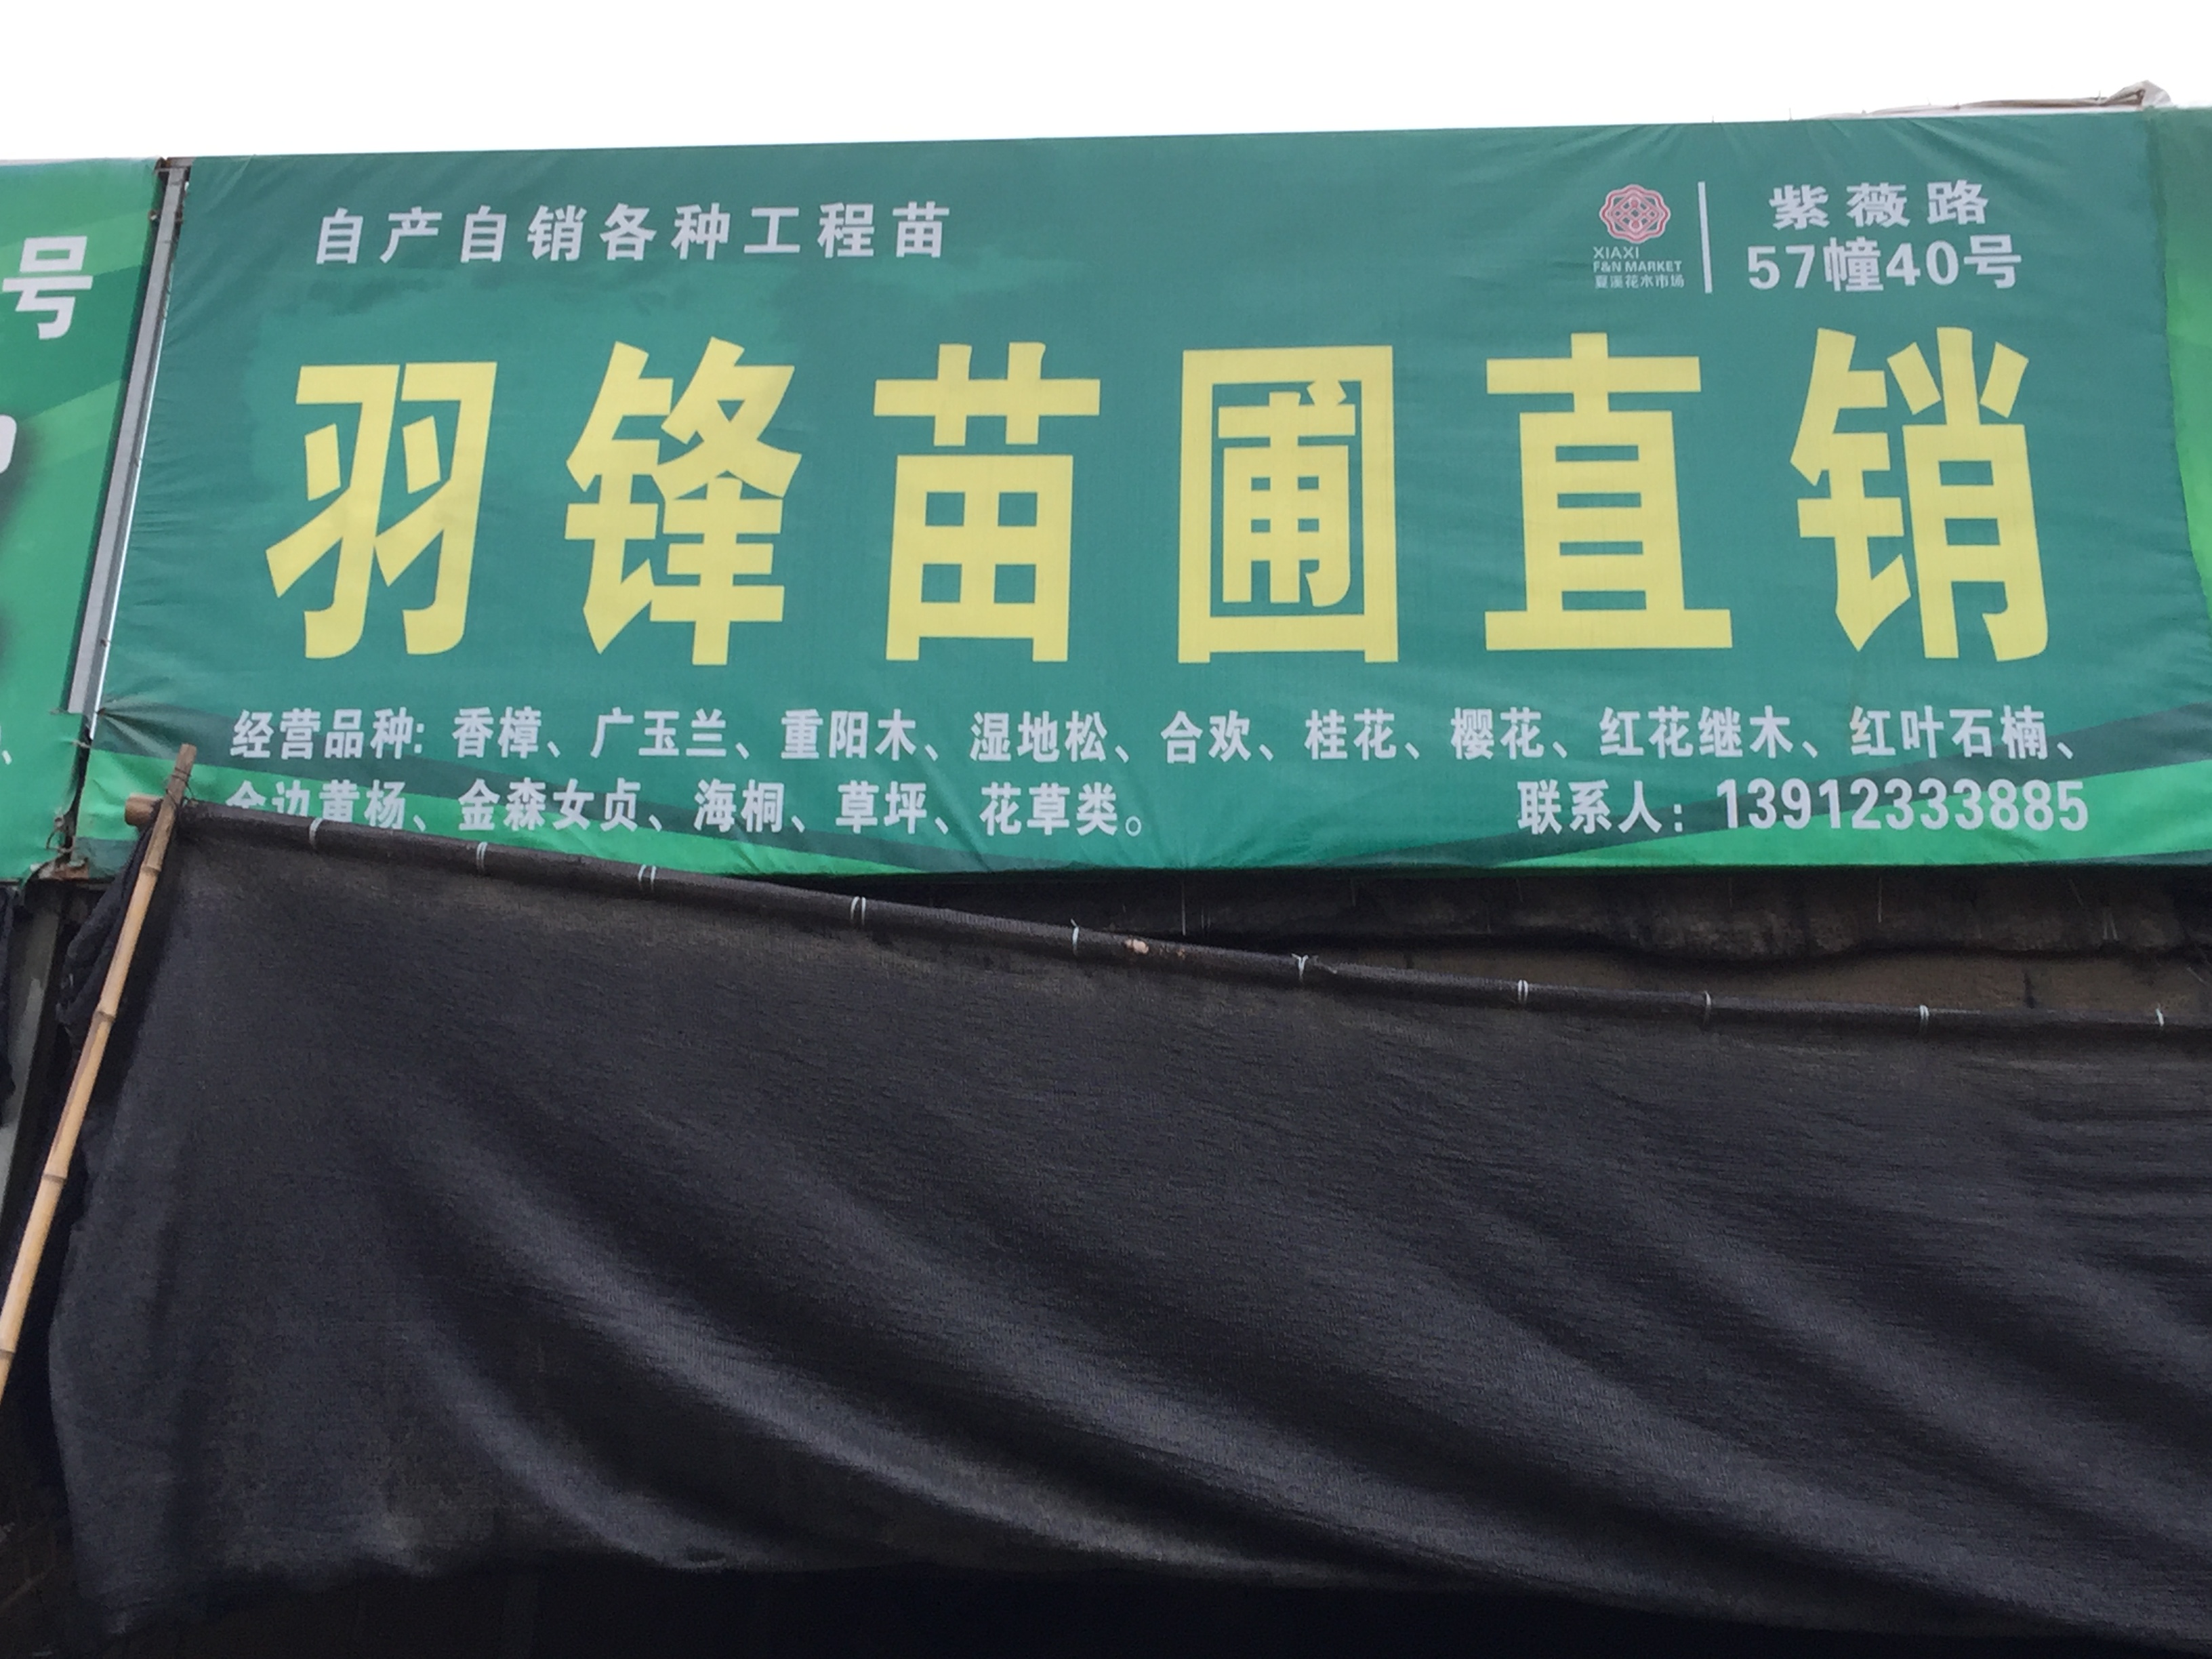 号
自产自销各种工程苗
XIAXI
F&N MARKET
夏溪花木市场
紫薇路
57幢40号
羽锋苗圃直销
经营品种: 香樟、广玉兰、重阳木、湿地松、合欢、桂花、樱花、红花继木、红叶石楠、
金边黄杨、金森女贞、海桐、草坪、花草类。
联系人: 13912333885